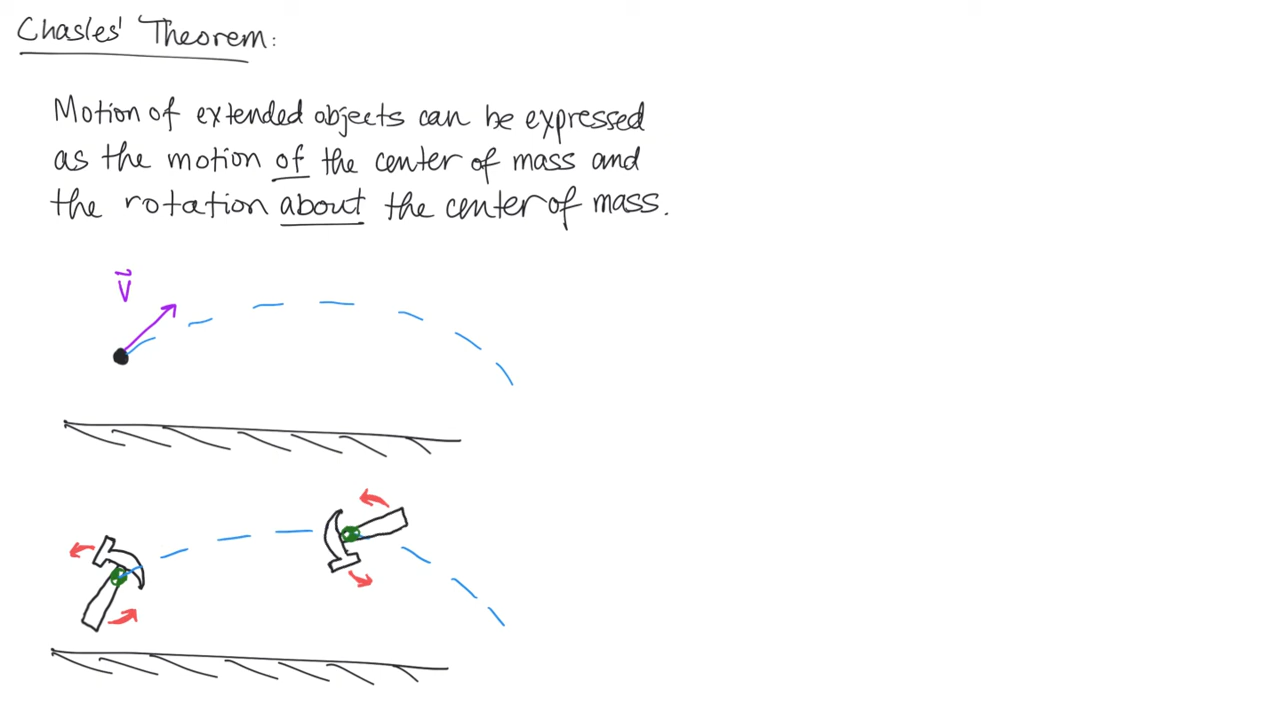 Chasles' Theorem:
Motion of extended objects can be expressed
as the motion of the center of mass and
the rotation about the center of mass.
v⃗